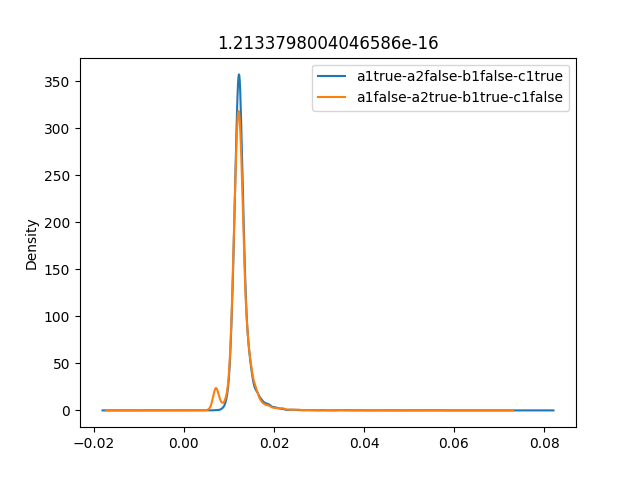 1.2133798004046586e-16
a1true-a2false-b1false-c1true
a1false-a2true-b1true-c1false
Density
350
300
250
200
150
100
50
0
−0.02 0.00 0.02 0.04 0.06 0.08